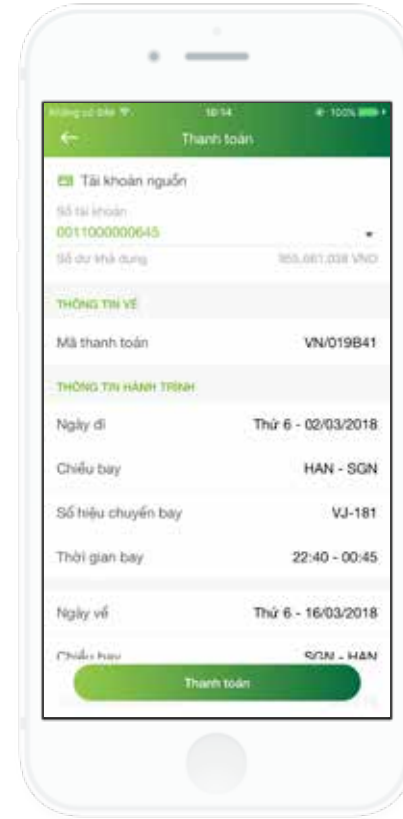 Không có SIM 10:14 100%
Thanh toán
Tài khoản nguồn
Số tài khoản
0011000000645
Số dư khả dụng VND
THÔNG TIN VÉ
Mã thanh toán VN/019B41
THÔNG TIN HÀNH TRÌNH
Ngày đi Thứ 6 - 02/03/2018
Chiều bay HAN - SGN
Số hiệu chuyến bay VJ-181
Thời gian bay 22:40 - 00:45
Ngày về Thứ 6 - 16/03/2018
Chiều bay SGN - HAN
Thanh toán